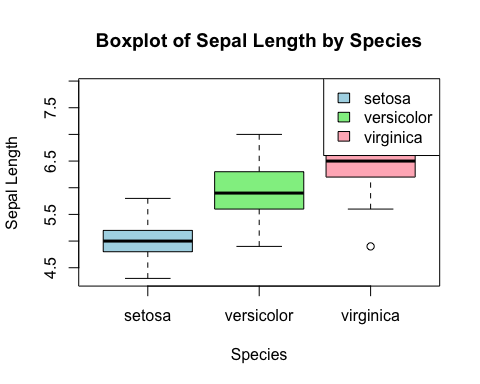 Boxplot of Sepal Length by Species
Sepal Length
7.5
6.5
5.5
4.5
setosa
versicolor
virginica
setosa
versicolor
virginica
Species